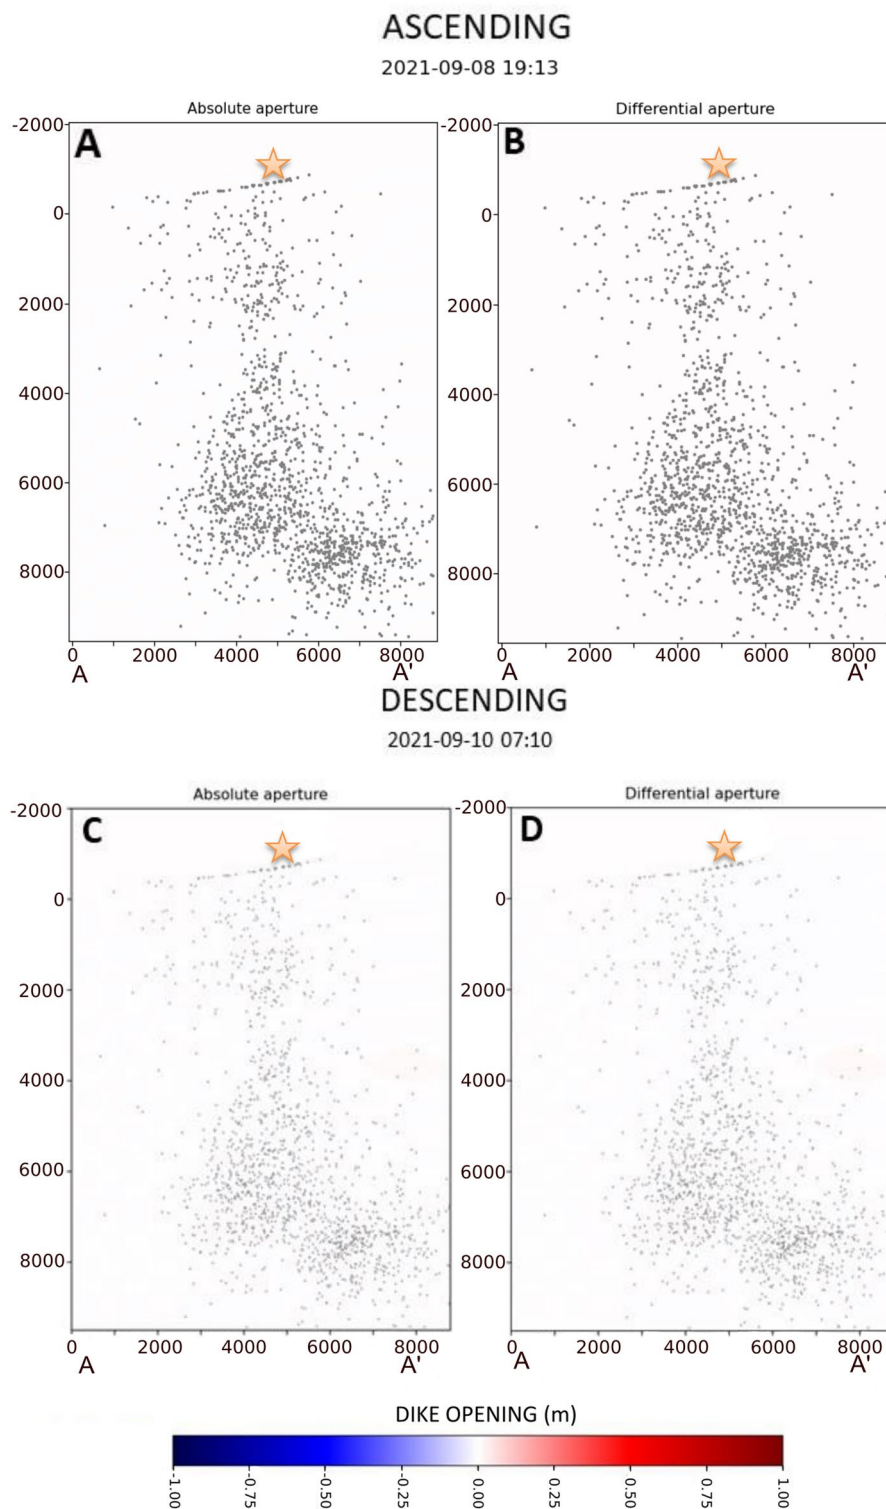 ASCENDING
2021-09-08 19:13
Absolute aperture
Differential aperture
A
B
-2000
0
2000
4000
6000
8000
-2000
0
2000
4000
6000
8000
0 2000 4000 6000 8000
A A'
0 2000 4000 6000 8000
A A'
DESCENDING
2021-09-10 07:10
Absolute aperture
Differential aperture
C
D
-2000
0
2000
4000
6000
8000
-2000
0
2000
4000
6000
8000
0 2000 4000 6000 8000
A A'
0 2000 4000 6000 8000
A A'
DIKE OPENING (m)
-1.00 -0.75 -0.50 -0.25 0.00 0.25 0.50 0.75 1.00